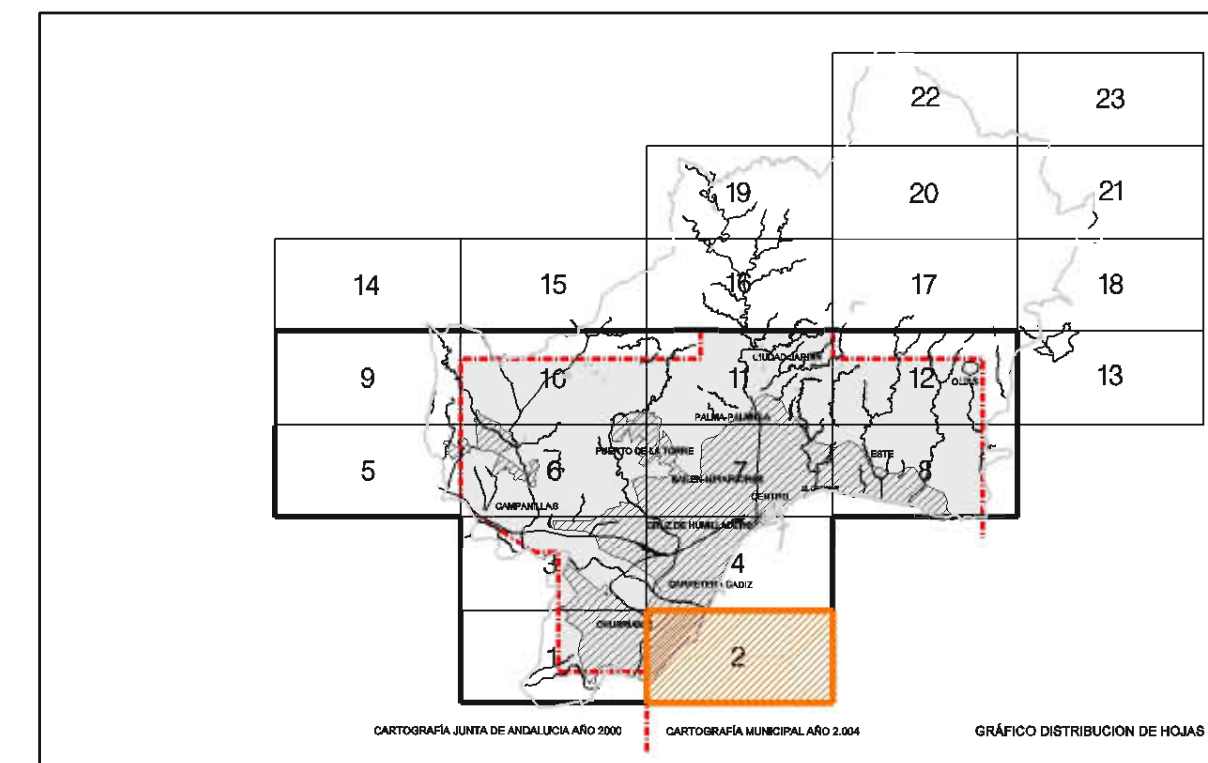 22 23
19 20 21
14 15 16 17 18
CIUDAD JARDIN
9 10 11 12 13
OLIAS
PALMA-PALMILLA
PUERTO DE LA TORRE ESTE
5 6 7 8
CENTRO
CAMPANILLAS
CRUZ DE HUMILLADERO
3 4
CADIZ
CHURRIANA
1 2
CARTOGRAFÍA JUNTA DE ANDALUCIA AÑO 2000 CARTOGRAFÍA MUNICIPAL AÑO 2.004 GRÁFICO DISTRIBUCION DE HOJAS